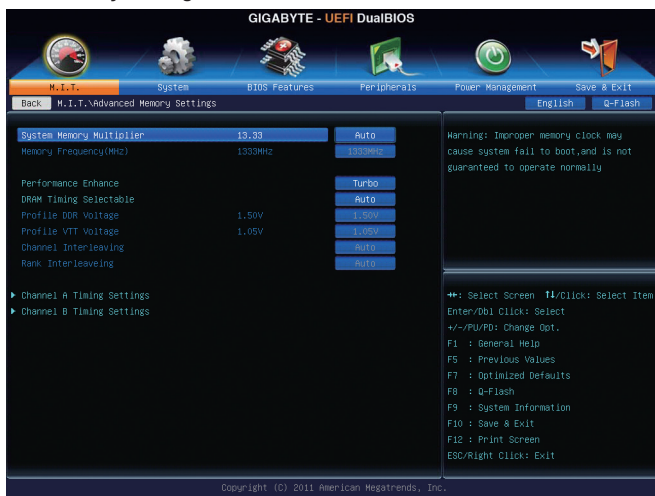 GIGABYTE - UEFI DualBIOS
M.I.T.
System
BIOS Features
Peripherals
Power Management
Save & Exit
Back M.I.T.\Advanced Memory Settings
English
Q-Flash
System Memory Multiplier 13.33 Auto
Memory Frequency(MHz) 1333MHz 1333MHz
Performance Enhance Turbo
DRAM Timing Selectable Auto
Profile DDR Voltage 1.50V 1.50V
Profile VTT Voltage 1.05V 1.05V
Channel Interleaving Auto
Rank Interleaveing Auto
Channel A Timing Settings
Channel B Timing Settings
Warning: Improper memory clock may
cause system fail to boot,and is not
guaranteed to operate normally
→←: Select Screen ↑↓/Click: Select Item
Enter/Dbl Click: Select
+/-/PU/PD: Change Opt.
F1 : General Help
F5 : Previous Values
F7 : Optimized Defaults
F8 : Q-Flash
F9 : System Information
F10 : Save & Exit
F12 : Print Screen
ESC/Right Click: Exit
Copyright (C) 2011 American Megatrends, Inc.